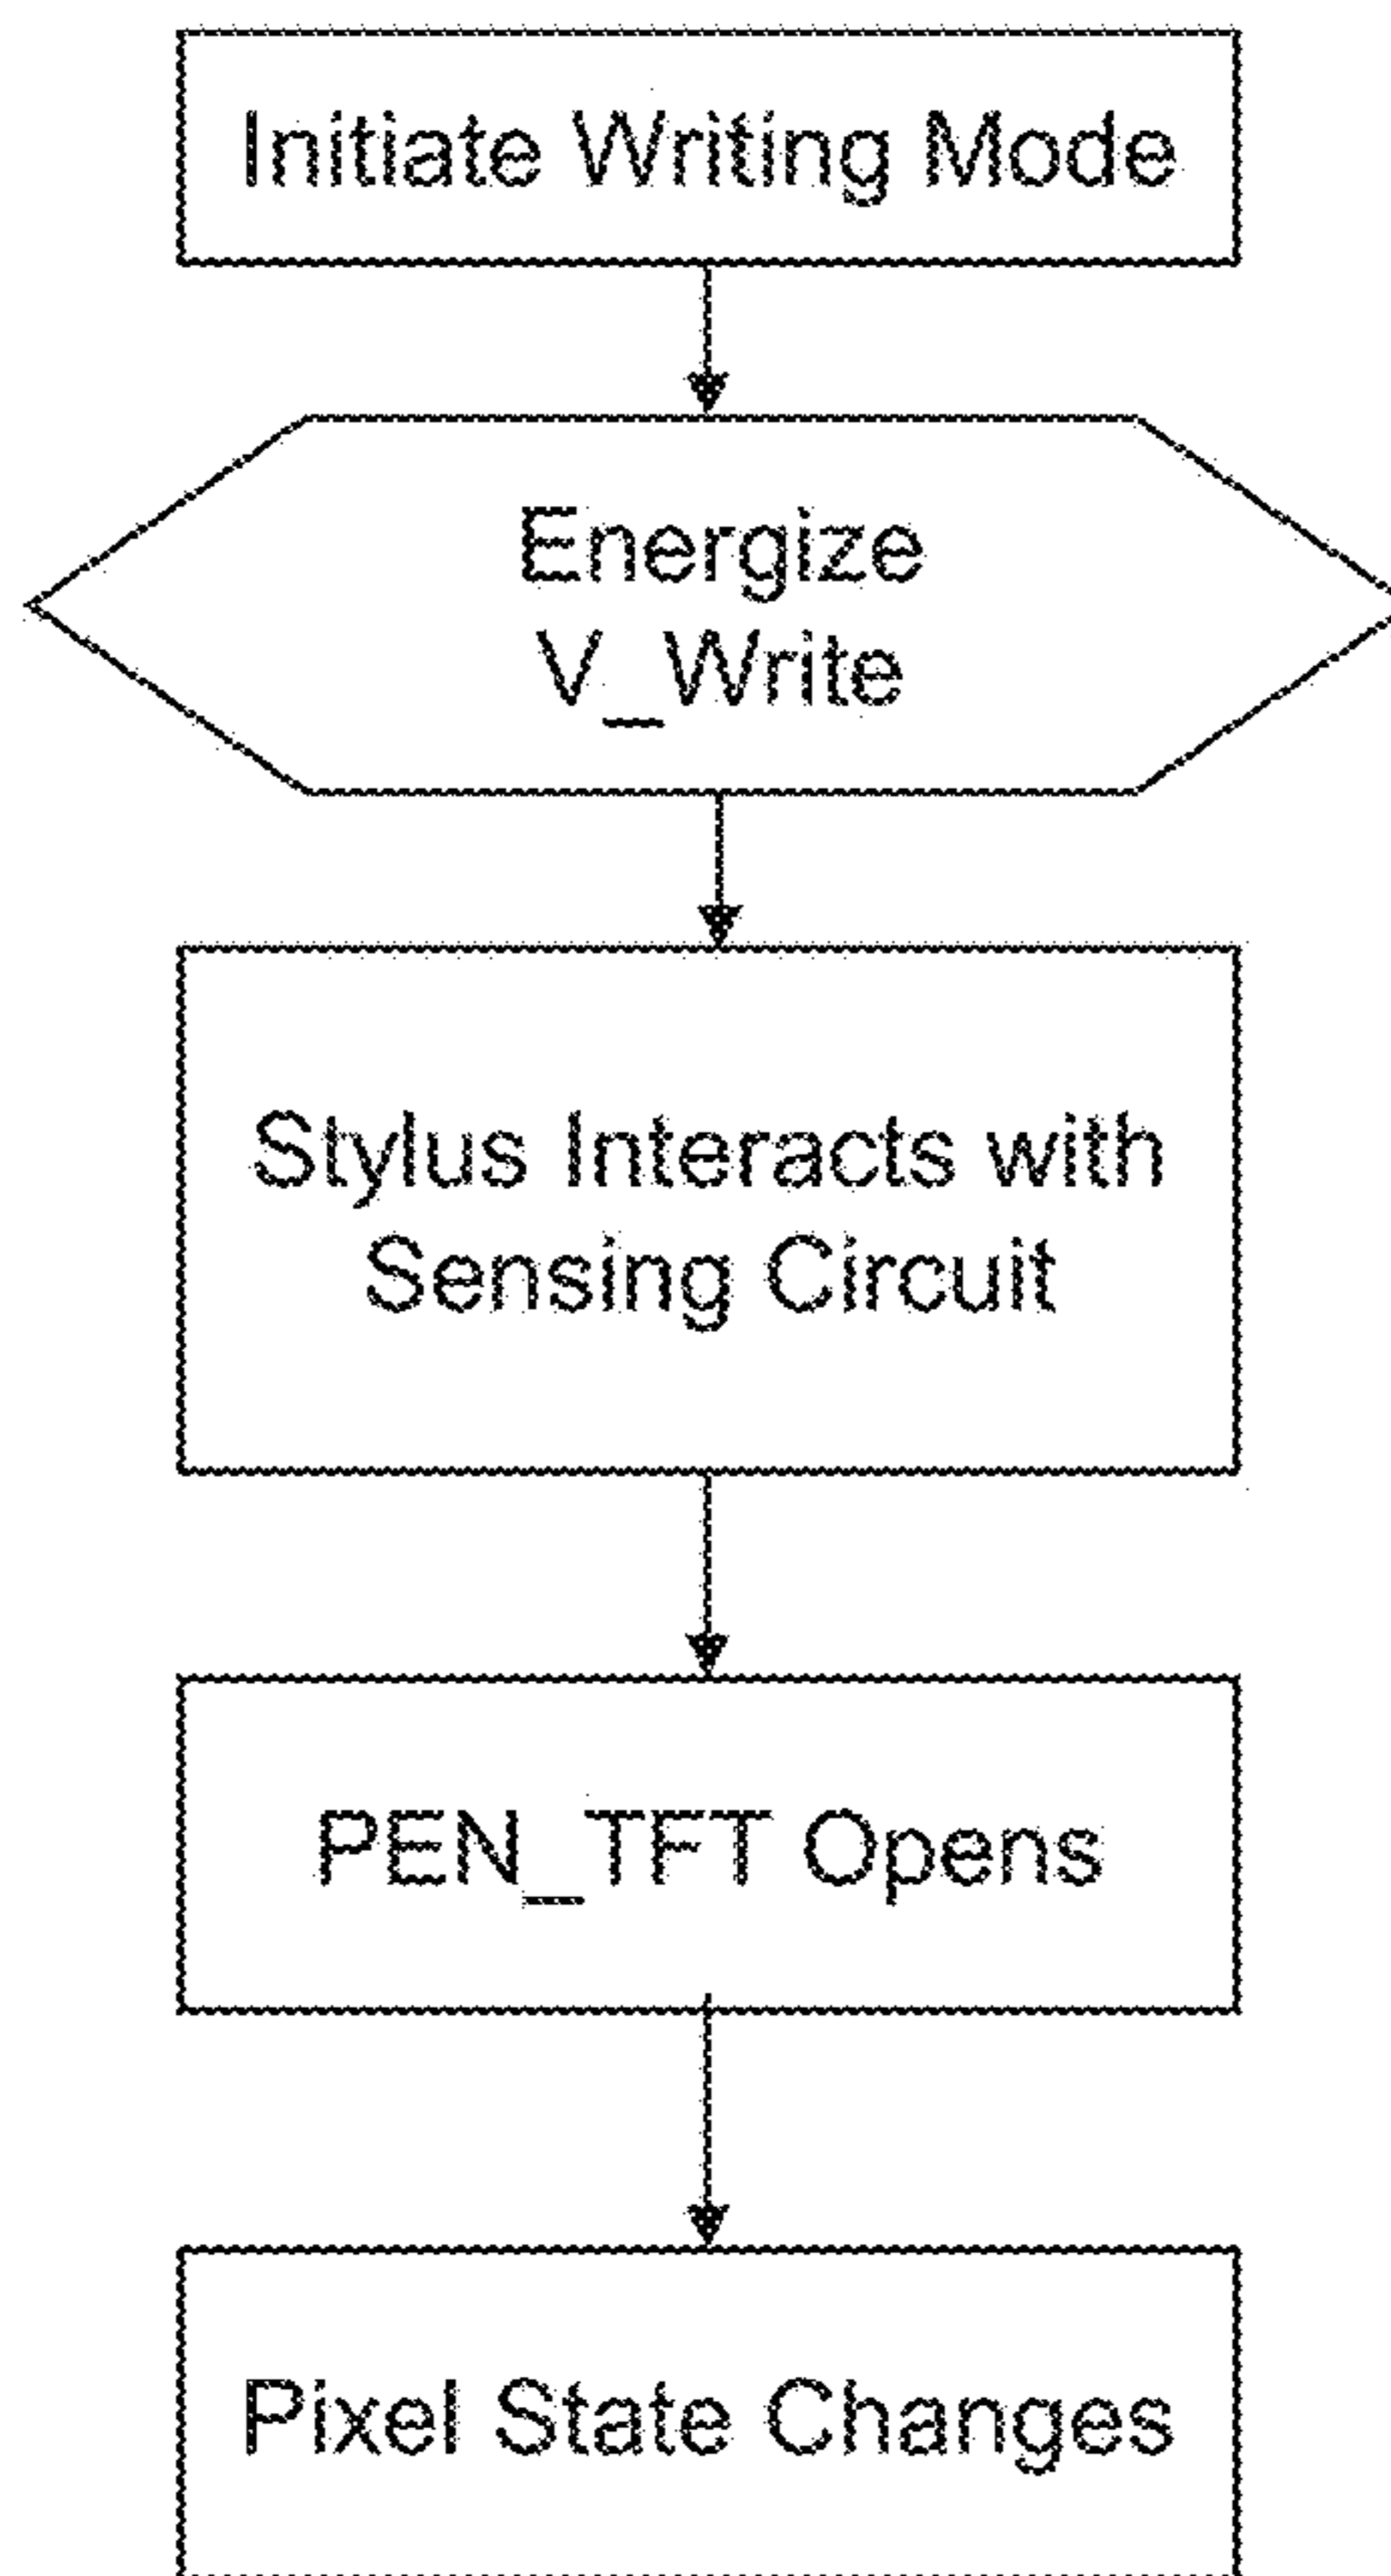 Initiate Writing Mode
Energize
V_Write
Stylus Interacts with
Sensing Circuit
PEN_TFT Opens
Pixel State Changes